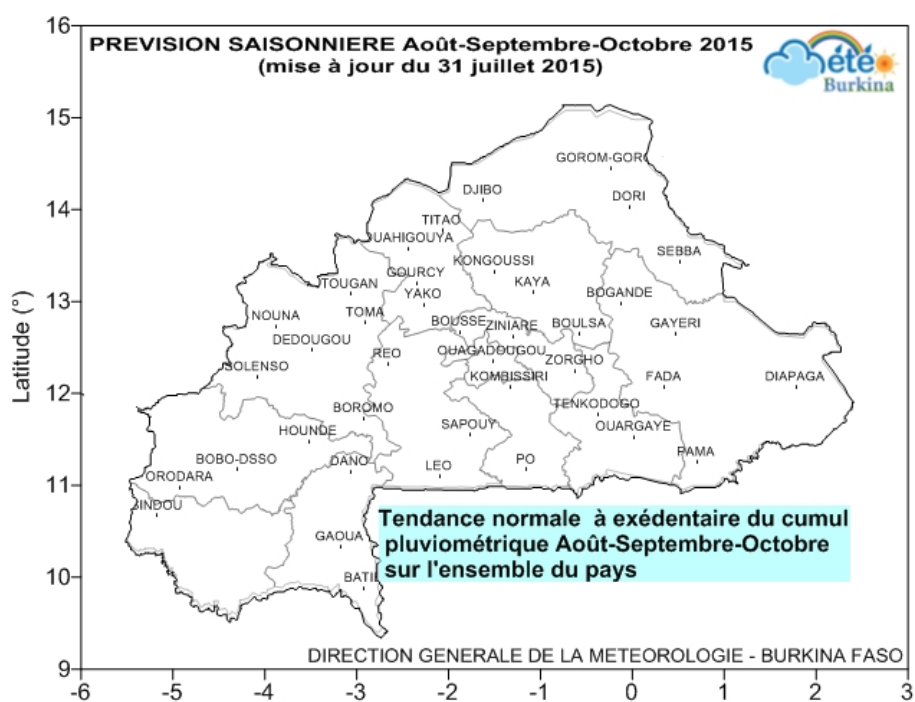 PREVISION SAISONNIERE Août-Septembre-Octobre 2015
(mise à jour du 31 juillet 2015)
été
Burkina
16
15
14
13
12
11
10
9
Latitude (°)
GOROM-GORO
DJIBO
DORI
TITAO
OUAHIGOUYA
SEBBA
KONGOUSSI
GOURCY
TOUGAN
KAYA
YAKO
BOGANDE
TOMA
NOUNA
BOUSSE
ZINIARE
BOULSA
GAYERI
DEDOUGOU
REO
OUAGADOUGOU
ZORGHO
SOLENSO
KOMBISSIRI
FADA
DIAPAGA
BOROMO
TENKODOGO
HOUNDE
SAPOUY
OUARGAYE
BOBO-DSSO
DANO
LEO
PO
PAMA
ORODARA
SINDOU
GAOUA
BATIE
Tendance normale à exédentaire du cumul
pluviométrique Août-Septembre-Octobre
sur l'ensemble du pays
DIRECTION GENERALE DE LA METEOROLOGIE - BURKINA FASO
-6 -5 -4 -3 -2 -1 0 1 2 3